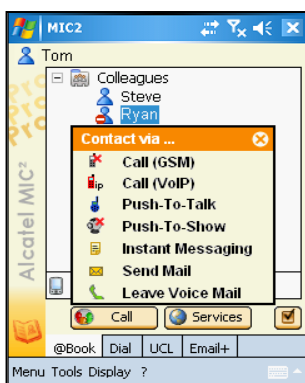 MIC2
Tom
Colleagues
Steve
Ryan
Contact via ...
Call (GSM)
ip Call (VoIP)
Push-To-Talk
Push-To-Show
Instant Messaging
Send Mail
Leave Voice Mail
Alcatel MIC²
Call Services
@Book Dial UCL Email+
Menu Tools Display ?